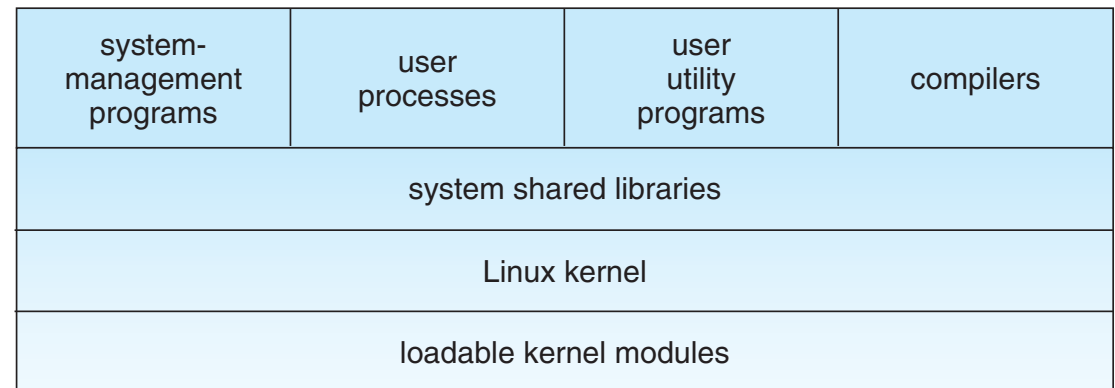 system-
management
programs
user
processes
user
utility
programs
compilers
system shared libraries
Linux kernel
loadable kernel modules